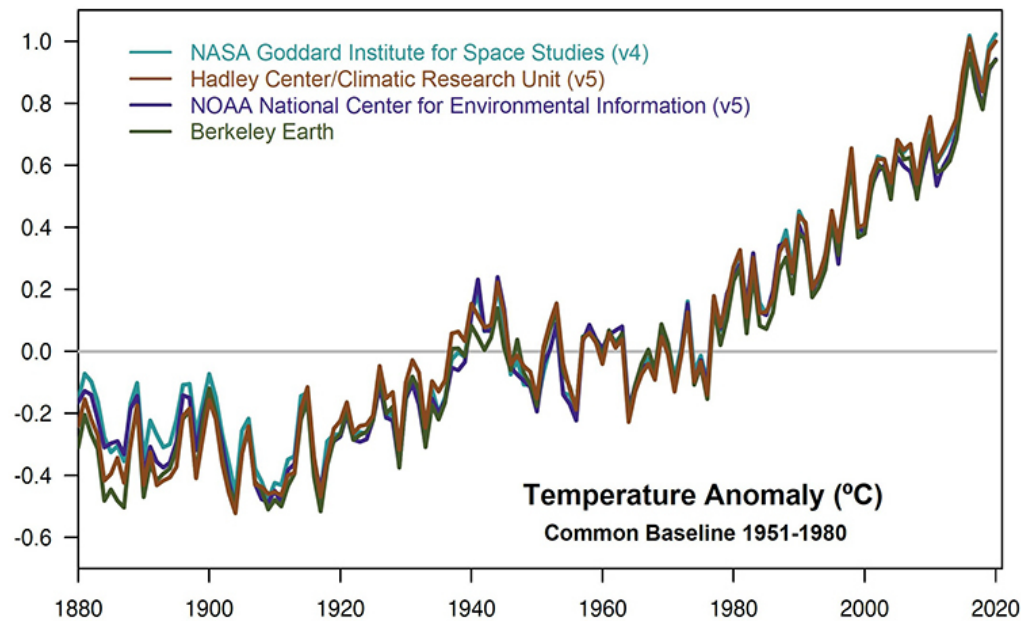 1.0
0.8
0.6
0.4
0.2
0.0
-0.2
-0.4
-0.6
NASA Goddard Institute for Space Studies (v4)
Hadley Center/Climatic Research Unit (v5)
NOAA National Center for Environmental Information (v5)
Berkeley Earth
Temperature Anomaly (ºC)
Common Baseline 1951-1980
1880 1900 1920 1940 1960 1980 2000 2020